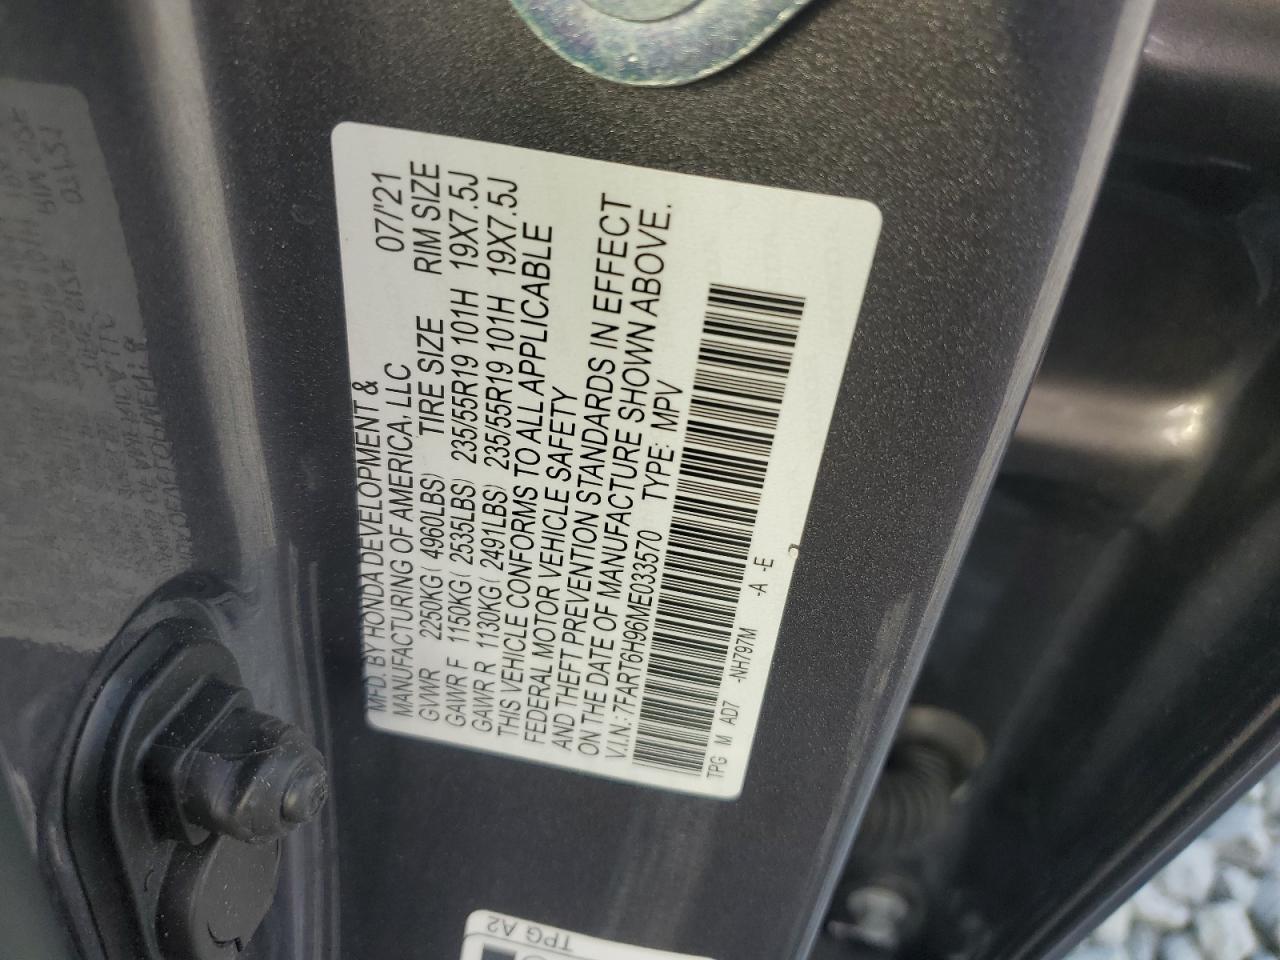 MFD. BY HONDA DEVELOPMENT &
MANUFACTURING OF AMERICA, LLC 07/'21
GVWR 2250KG( 4960LBS) TIRE SIZE RIM SIZE
GAWR F 1150KG( 2535LBS) 235/55R19 101H 19X7.5J
GAWR R 1130KG( 2491LBS) 235/55R19 101H 19X7.5J
THIS VEHICLE CONFORMS TO ALL APPLICABLE
FEDERAL MOTOR VEHICLE SAFETY
AND THEFT PREVENTION STANDARDS IN EFFECT
ON THE DATE OF MANUFACTURE SHOWN ABOVE.
V.I.N.: 7FART6H96ME033570 TYPE: MPV
TPG M AD7 -NH797M -A -E
TPG A2